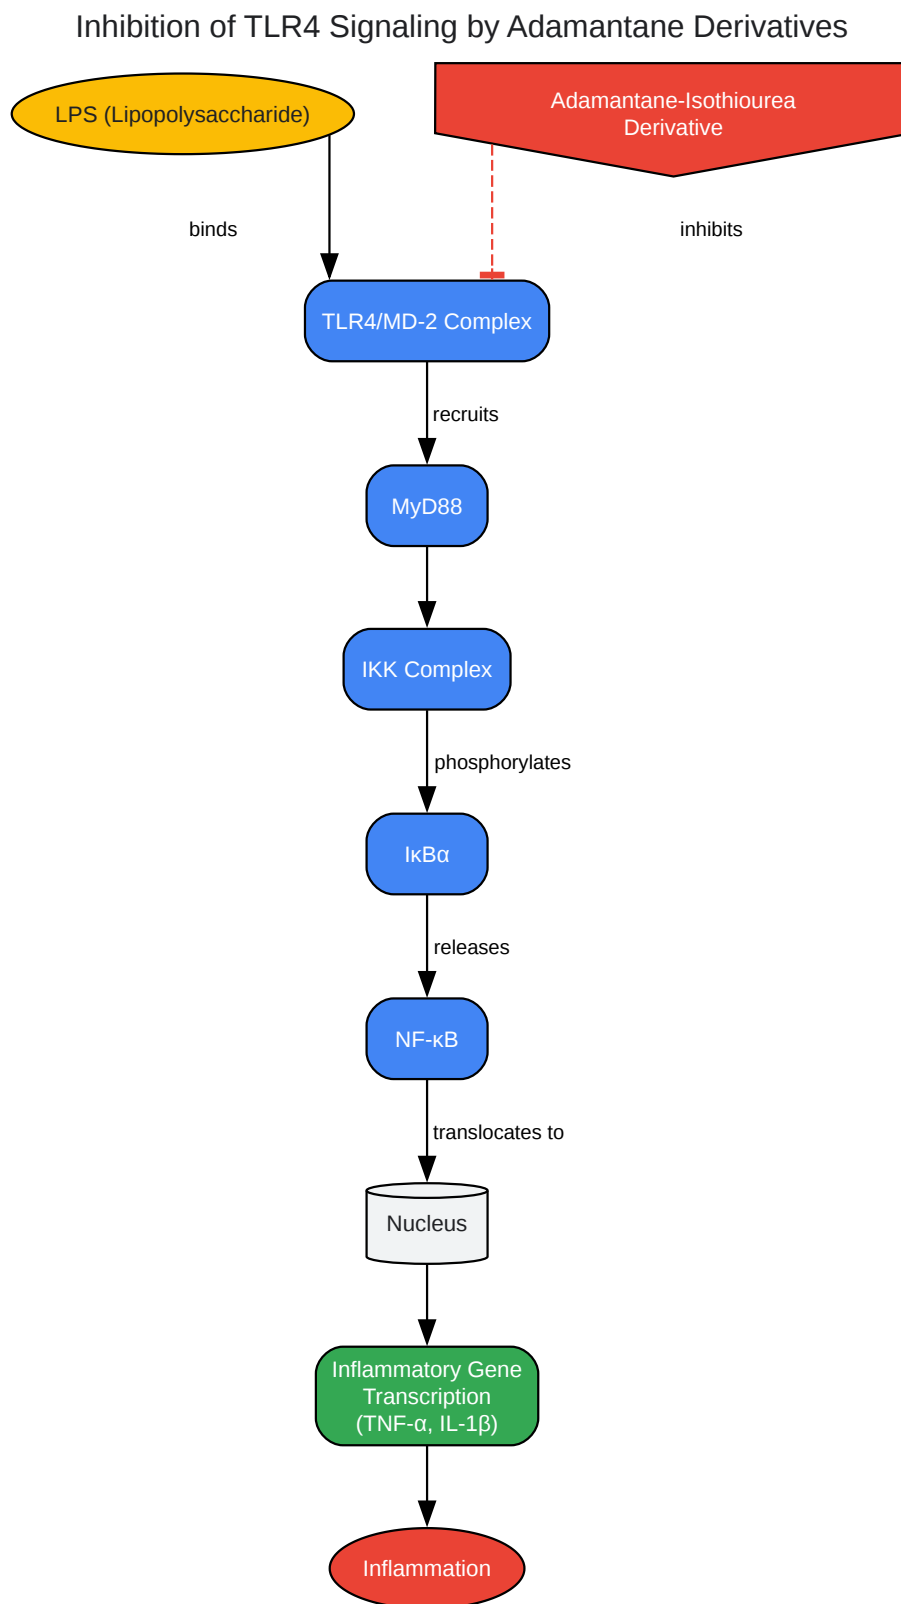 Inhibition of TLR4 Signaling by Adamantane Derivatives
LPS (Lipopolysaccharide)
Adamantane-Isothiourea
Derivative
binds
inhibits
TLR4/MD-2 Complex
recruits
MyD88
IKK Complex
phosphorylates
IκBα
releases
NF-κB
translocates to
Nucleus
Inflammatory Gene
Transcription
(TNF-α, IL-1β)
Inflammation